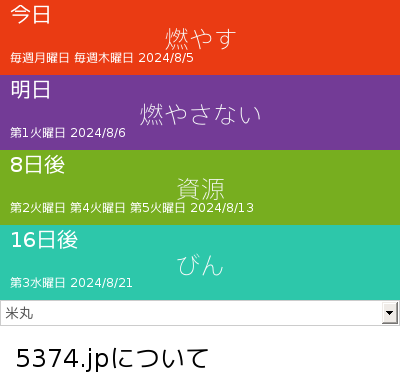 今日
燃やす
毎週月曜日 毎週木曜日 2024/8/5
明日
燃やさない
第1火曜日 2024/8/6
8日後
資源
第2火曜日 第4火曜日 第5火曜日 2024/8/13
16日後
びん
第3水曜日 2024/8/21
米丸
5374.jpについて